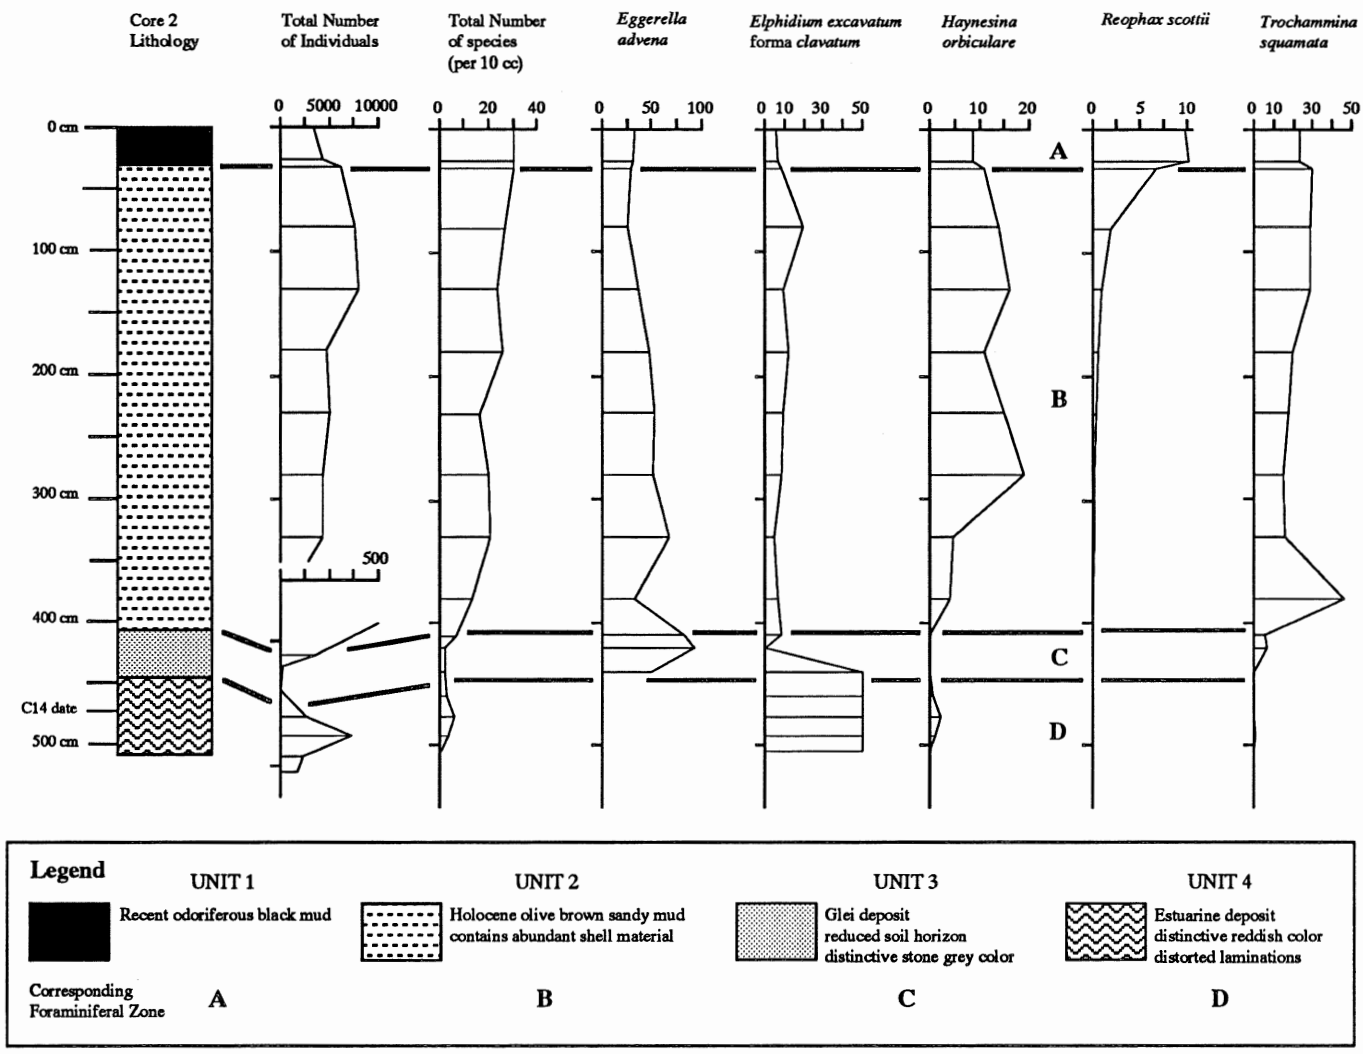 Core 2
Lithology
Total Number
of Individuals
Total Number
of species
(per 10 cc)
Eggerella
advena
Elphidium excavatum
forma clavatum
Haynesina
orbiculare
Reophax scottii
Trochammina
squamata
0 5000 10000
0 20 40
0 50 100
0 10 30 50
0 10 20
0 5 10
0 10 30 50
0 cm
100 cm
200 cm
300 cm
400 cm
C14 date
500 cm
500
A
B
C
D
Legend
UNIT 1
Recent odoriferous black mud
UNIT 2
Holocene olive brown sandy mud
contains abundant shell material
UNIT 3
Glei deposit
reduced soil horizon
distinctive stone grey color
UNIT 4
Estuarine deposit
distinctive reddish color
distorted laminations
Corresponding
Foraminiferal Zone
A B C D